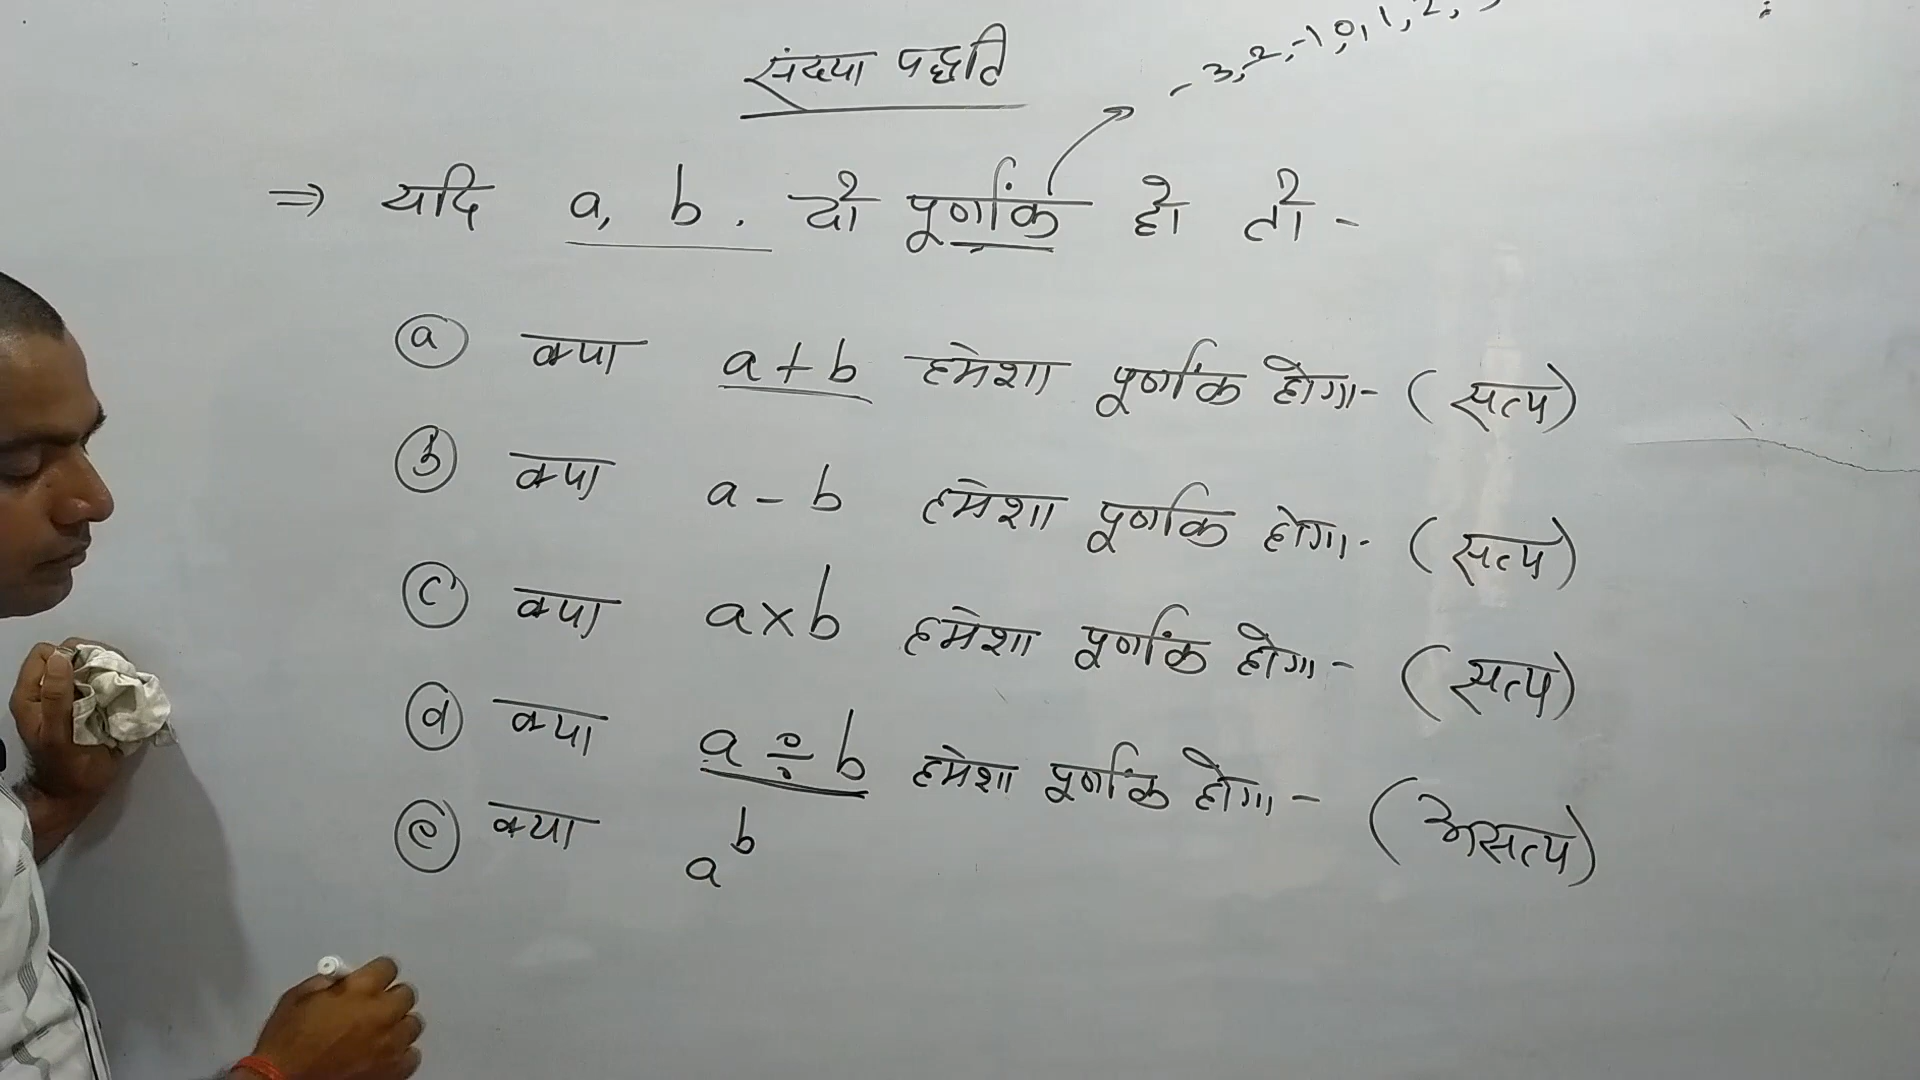 संख्या पद्धति
- 3, 2, -1, 0, 1, 2,
⇒ यदि a, b . दो पूर्णांक हो तो -
(a) क्या a + b हमेशा पूर्णांक होगा - (सत्य)
(b) क्या a - b हमेशा पूर्णांक होगा - (सत्य)
(c) क्या a × b हमेशा पूर्णांक होगा - (सत्य)
(d) क्या a ÷ b हमेशा पूर्णांक होगा - (असत्य)
(e) क्या a^b